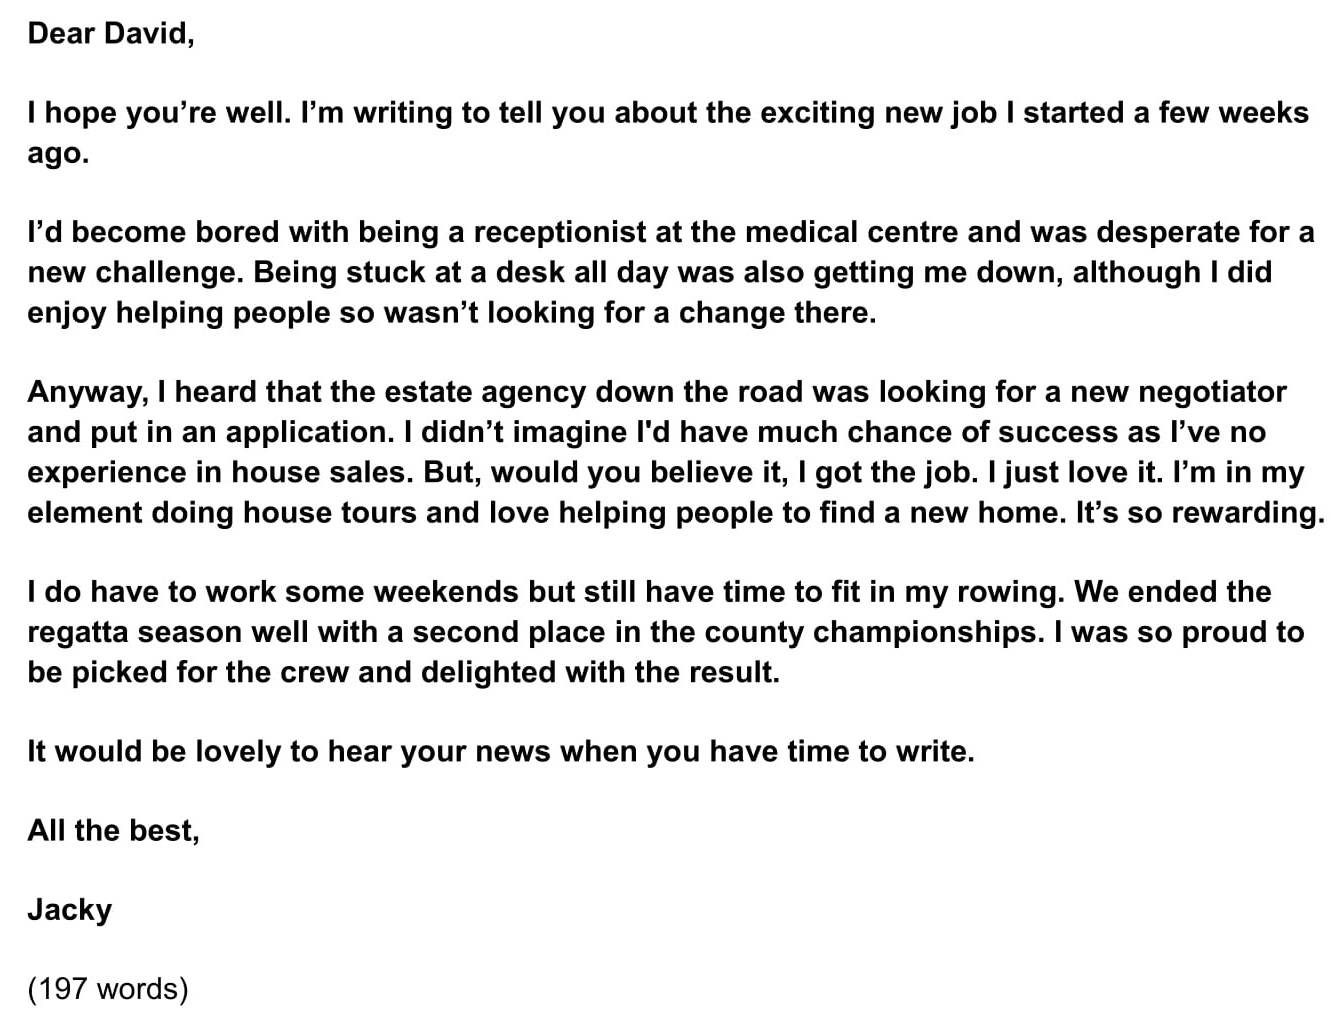 Dear David,
I hope you’re well. I’m writing to tell you about the exciting new job I started a few weeks
ago.
I’d become bored with being a receptionist at the medical centre and was desperate for a
new challenge. Being stuck at a desk all day was also getting me down, although I did
enjoy helping people so wasn’t looking for a change there.
Anyway, I heard that the estate agency down the road was looking for a new negotiator
and put in an application. I didn’t imagine I'd have much chance of success as I’ve no
experience in house sales. But, would you believe it, I got the job. I just love it. I’m in my
element doing house tours and love helping people to find a new home. It’s so rewarding.
I do have to work some weekends but still have time to fit in my rowing. We ended the
regatta season well with a second place in the county championships. I was so proud to
be picked for the crew and delighted with the result.
It would be lovely to hear your news when you have time to write.
All the best,
Jacky
(197 words)